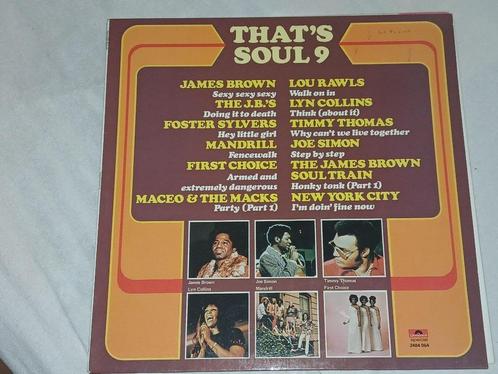 THAT'S
SOUL 9
JAMES BROWN
Sexy sexy sexy
THE J.B.'S
Doing it to death
FOSTER SYLVERS
Hey little girl
MANDRILL
Fencewalk
FIRST CHOICE
Armed and
extremely dangerous
MACEO & THE MACKS
Party (Part 1)
LOU RAWLS
Walk on in
LYN COLLINS
Think (about it)
TIMMY THOMAS
Why can't we live together
JOE SIMON
Step by step
THE JAMES BROWN
SOUL TRAIN
Honky tonk (Part 1)
NEW YORK CITY
I'm doin' fine now
James Brown
Joe Simon
Timmy Thomas
Lyn Collins
Mandrill
First Choice
special
2484 064